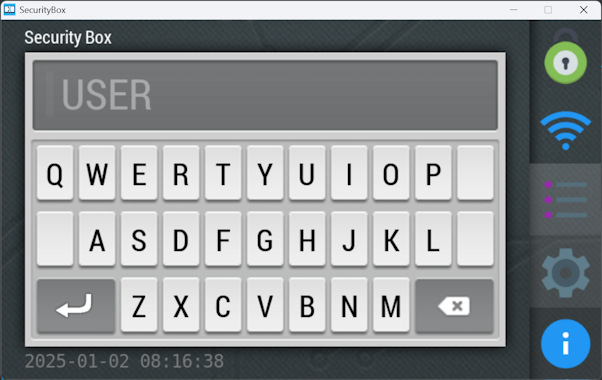 SecurityBox
Security Box
USER
Q W E R T Y U I O P
A S D F G H J K L
Z X C V B N M
2025-01-02 08:16:38